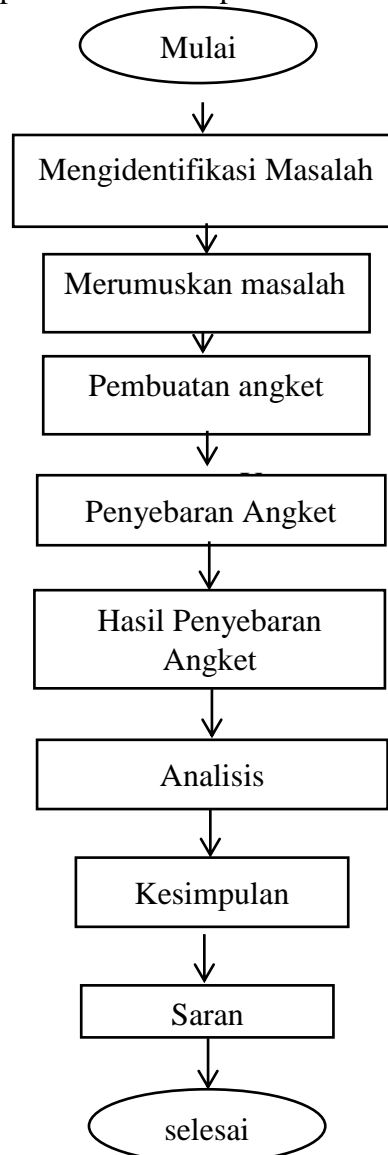 Mulai
Mengidentifikasi Masalah
Merumuskan masalah
Pembuatan angket
Penyebaran Angket
Hasil Penyebaran
Angket
Analisis
Kesimpulan
Saran
selesai